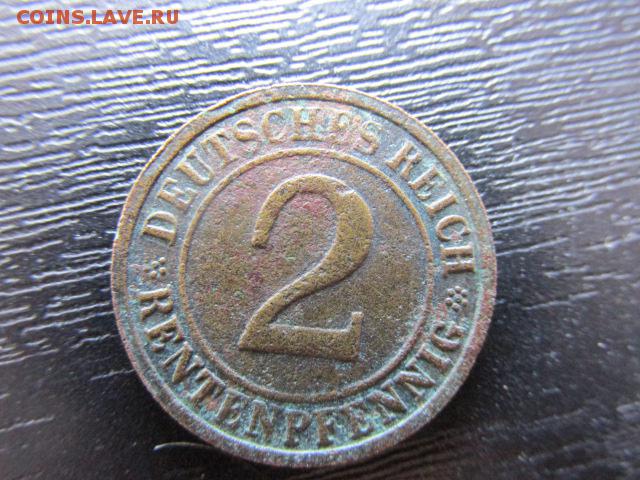 COINS.LAVE.RU
DEUTSCHES REICH
2
RENTENPFENNIG